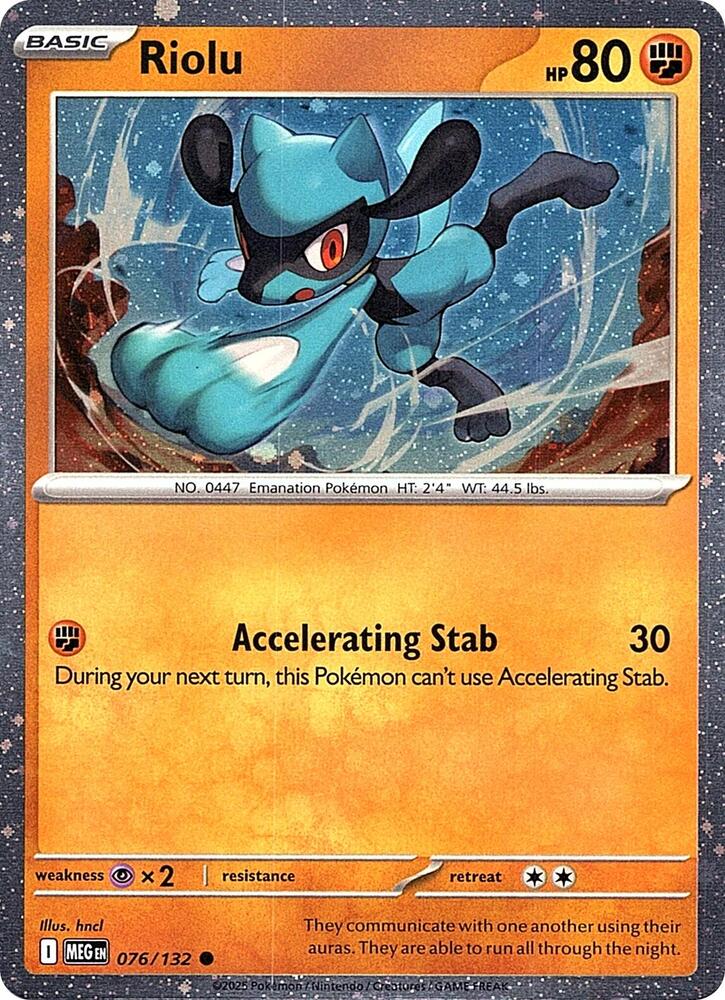 BASIC
Riolu
HP 80
NO. 0447 Emanation Pokémon HT: 2'4" WT: 44.5 lbs.
Accelerating Stab 30
During your next turn, this Pokémon can't use Accelerating Stab.
weakness ×2 resistance retreat
Illus. hncl
They communicate with one another using their
auras. They are able to run all through the night.
I MEG EN 076/132
©2025 Pokémon / Nintendo / Creatures / GAME FREAK